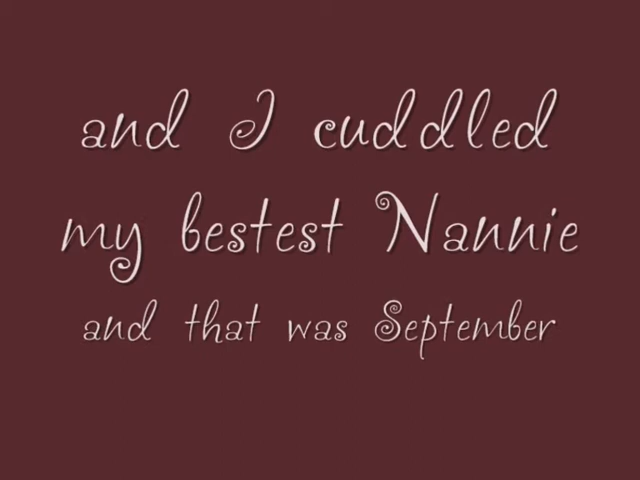 and I cuddled
my bestest Nannie
and that was September